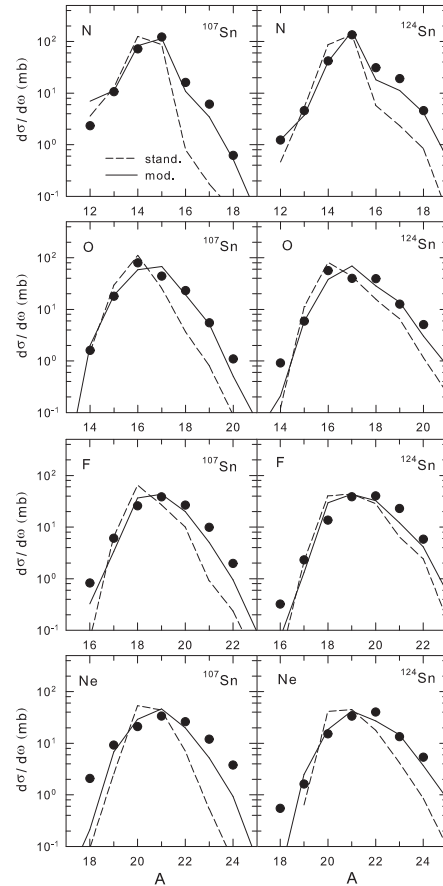 N ¹⁰⁷Sn N ¹²⁴Sn
10² 10¹ 10⁰ 10⁻¹
dσ/dω (mb)
stand.
mod.
12 14 16 18 12 14 16 18
O ¹⁰⁷Sn O ¹²⁴Sn
10² 10¹ 10⁰ 10⁻¹
dσ/dω (mb)
14 16 18 20 14 16 18 20
F ¹⁰⁷Sn F ¹²⁴Sn
10² 10¹ 10⁰ 10⁻¹
dσ/dω (mb)
16 18 20 22 16 18 20 22
Ne ¹⁰⁷Sn Ne ¹²⁴Sn
10² 10¹ 10⁰ 10⁻¹
dσ/dω (mb)
18 20 22 24 18 20 22 24
A A